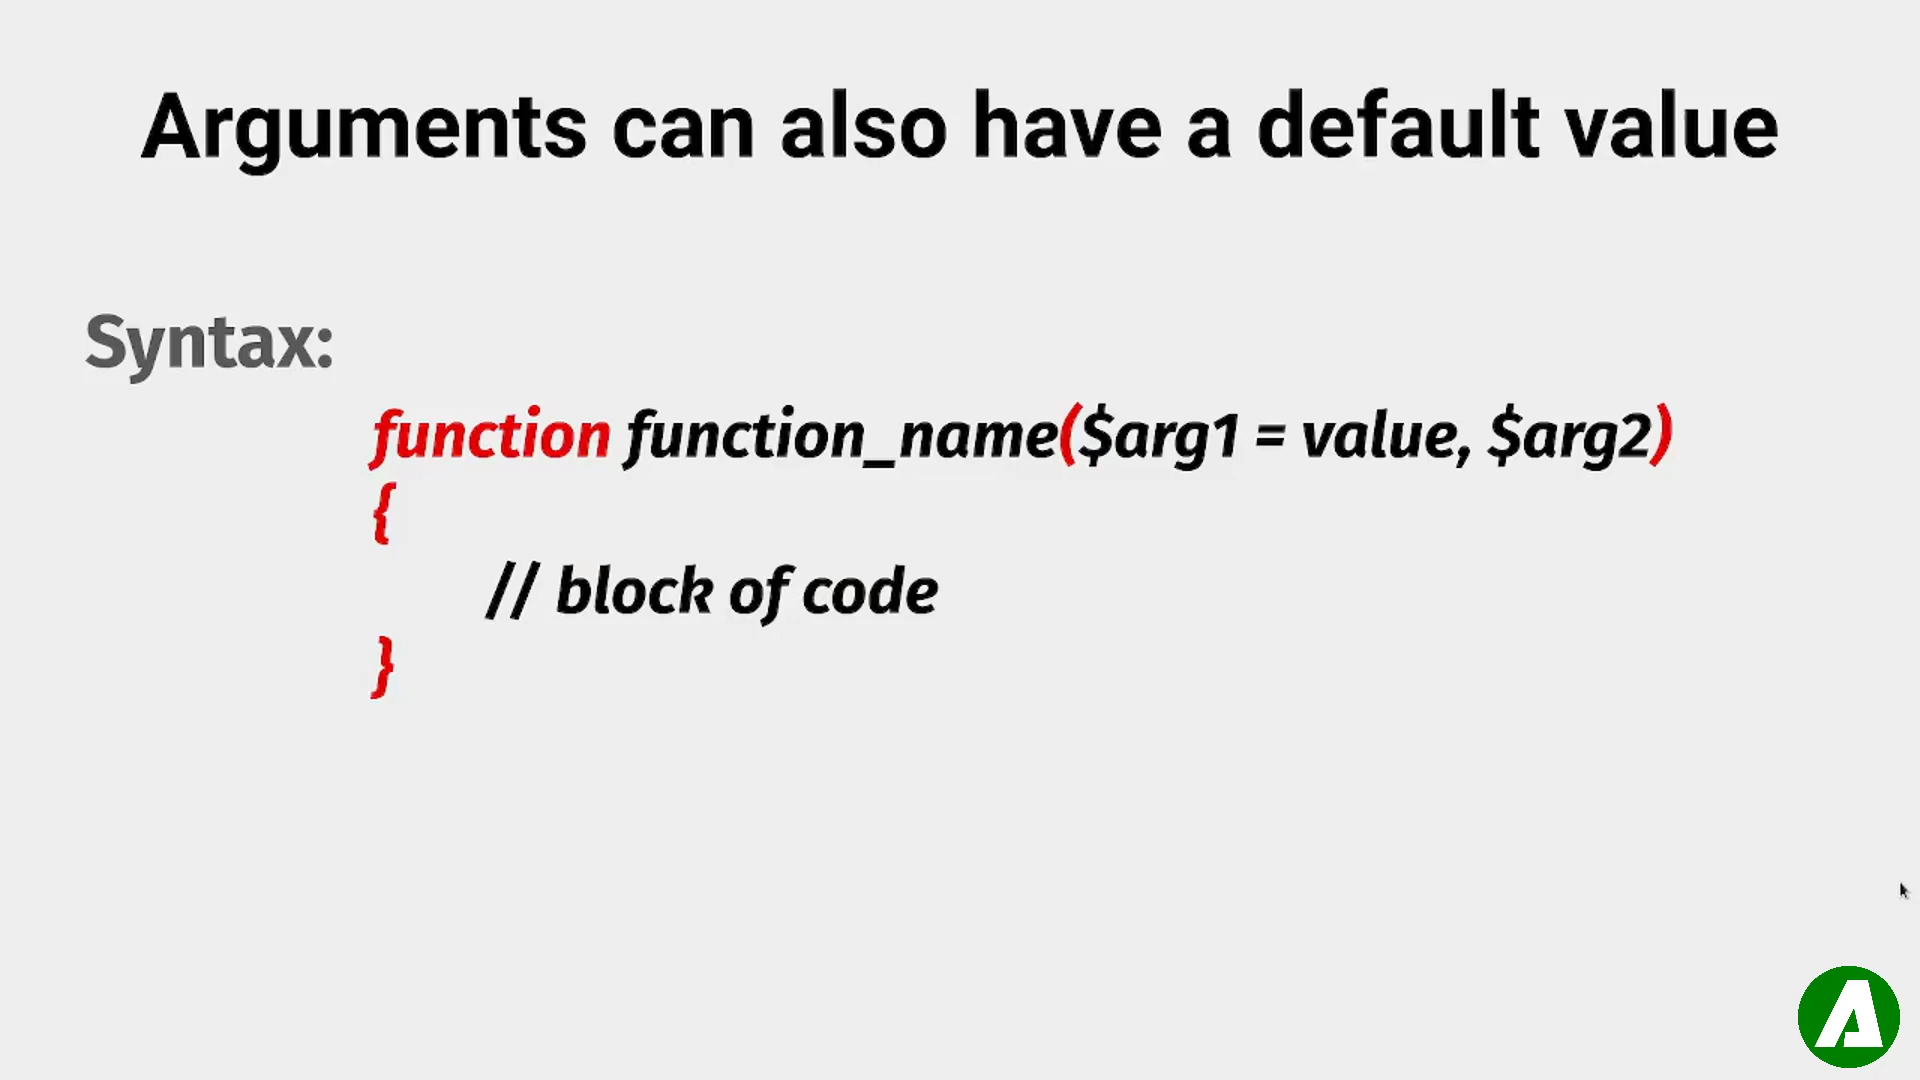 Arguments can also have a default value
Syntax:
function function_name($arg1 = value, $arg2)
{
// block of code
}
A